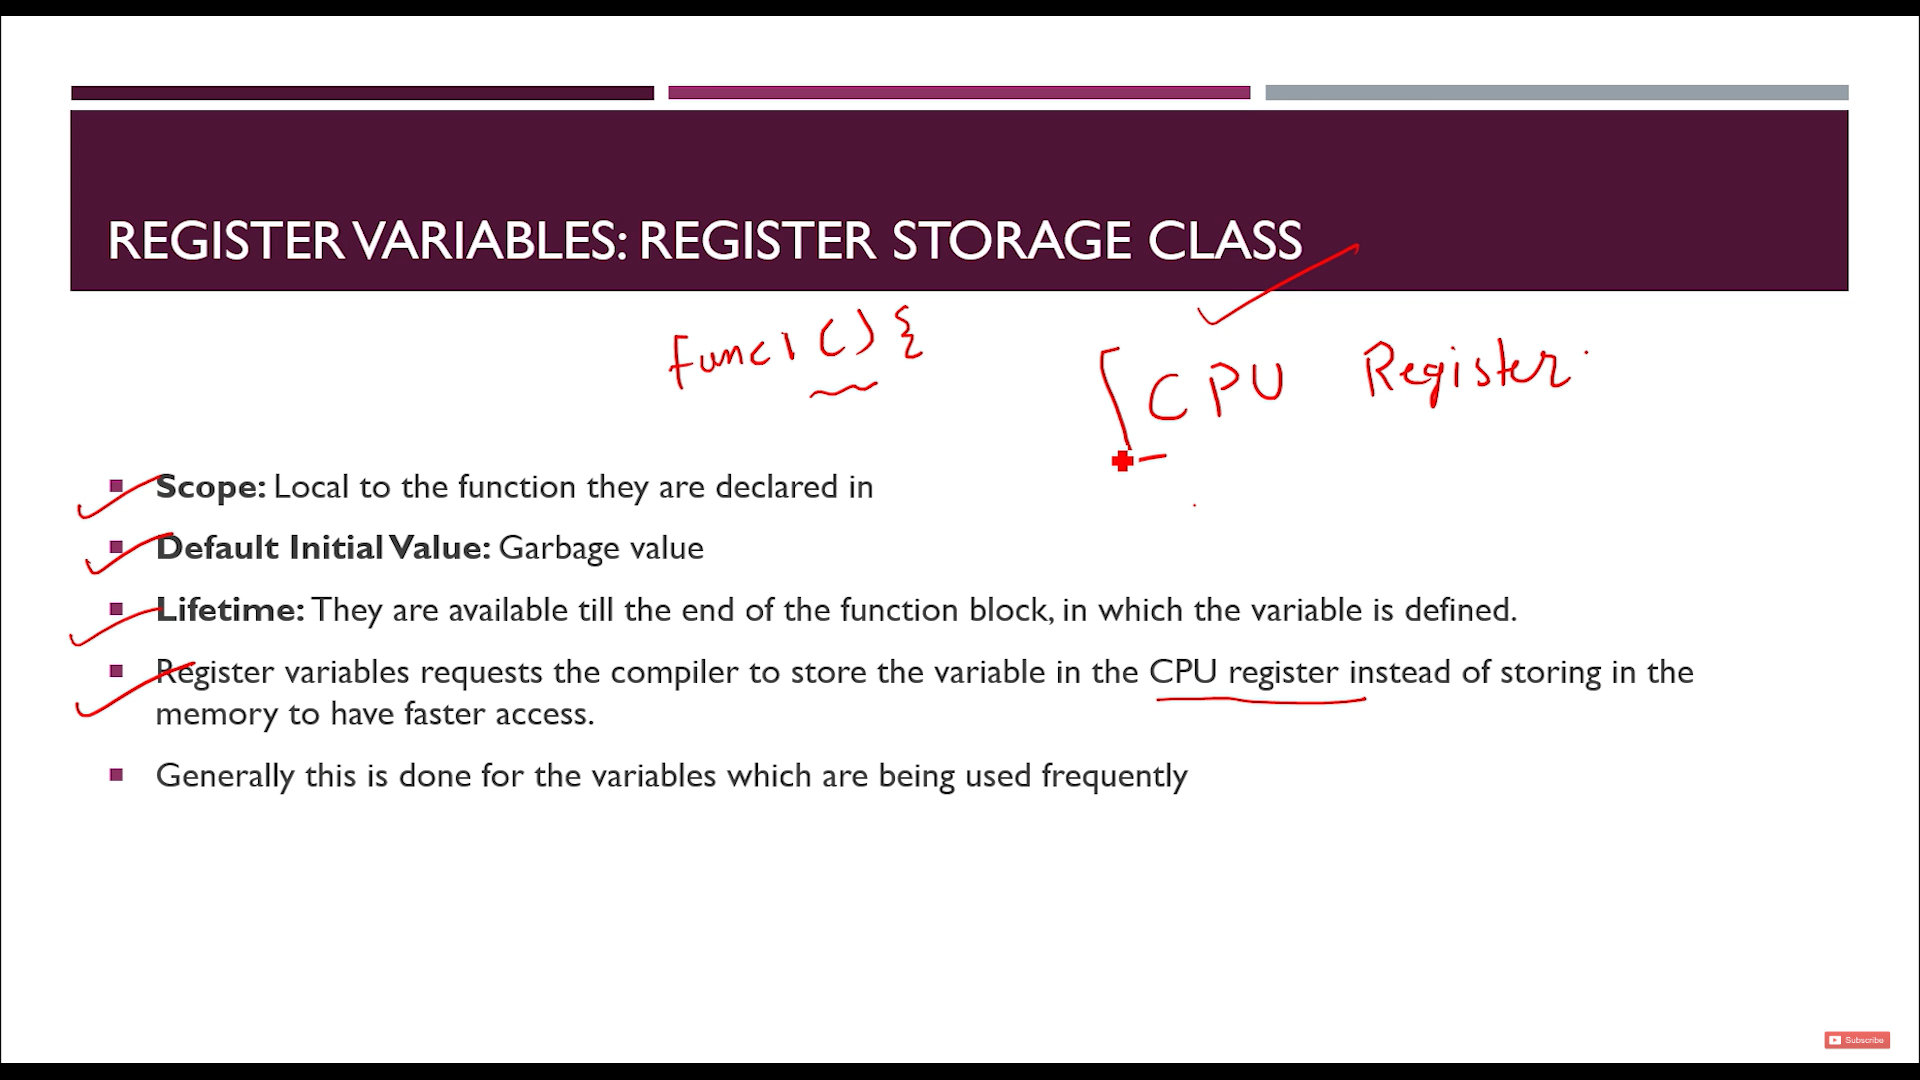 REGISTER VARIABLES: REGISTER STORAGE CLASS
func1 () {
CPU Register
Scope: Local to the function they are declared in
Default Initial Value: Garbage value
Lifetime: They are available till the end of the function block, in which the variable is defined.
Register variables requests the compiler to store the variable in the CPU register instead of storing in the
memory to have faster access.
Generally this is done for the variables which are being used frequently
Subscribe